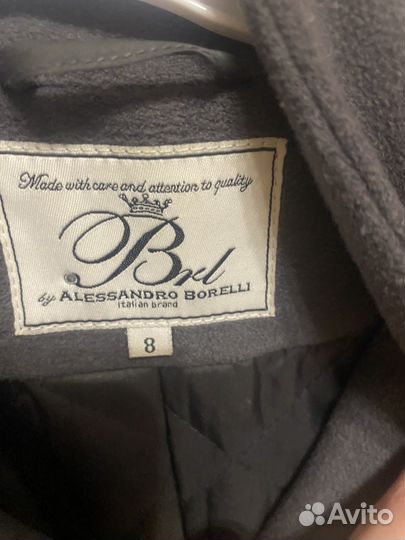 Made with care and attention to quality
Brl
by ALESSANDRO BORELLI
italian brand
8
Avito